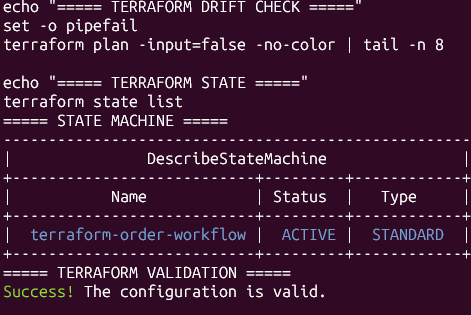 echo "===== TERRAFORM DRIFT CHECK ====="
set -o pipefail
terraform plan -input=false -no-color | tail -n 8

echo "===== TERRAFORM STATE ====="
terraform state list
===== STATE MACHINE =====
----------------------------------------------------
|               DescribeStateMachine               |
+---------------------------+---------+------------+
|           Name            | Status  |   Type     |
+---------------------------+---------+------------+
|  terraform-order-workflow |  ACTIVE |  STANDARD  |
+---------------------------+---------+------------+
===== TERRAFORM VALIDATION =====
Success! The configuration is valid.